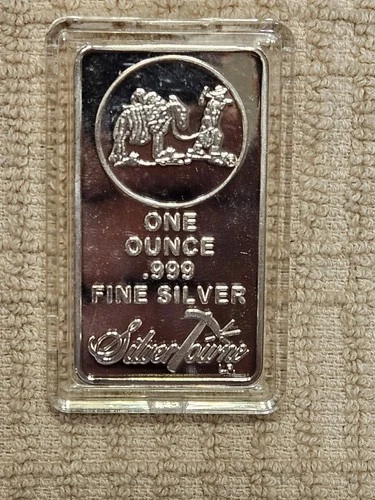 ONE
OUNCE
.999
FINE SILVER
SilverTowne
L.P.